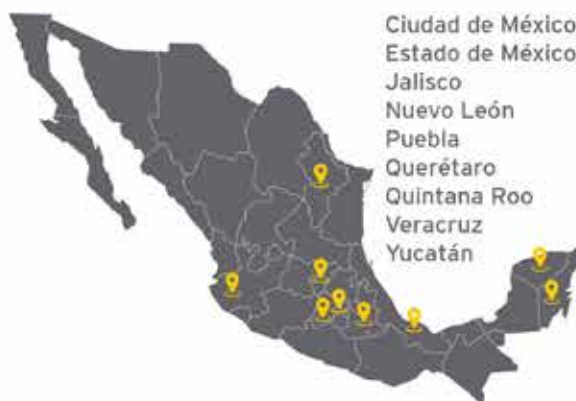 Ciudad de México
Estado de México
Jalisco
Nuevo León
Puebla
Querétaro
Quintana Roo
Veracruz
Yucatán